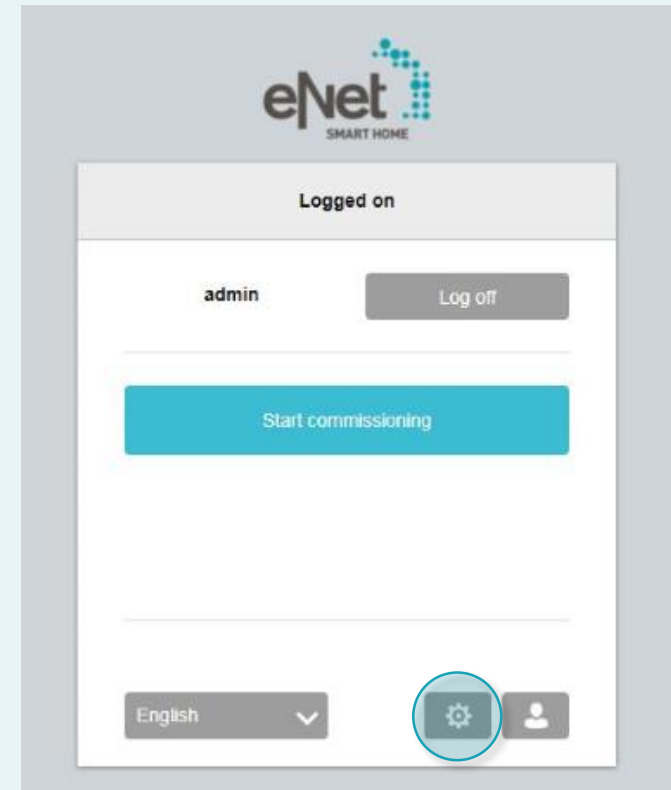 eNet
SMART HOME
Logged on
admin
Log off
Start commissioning
English